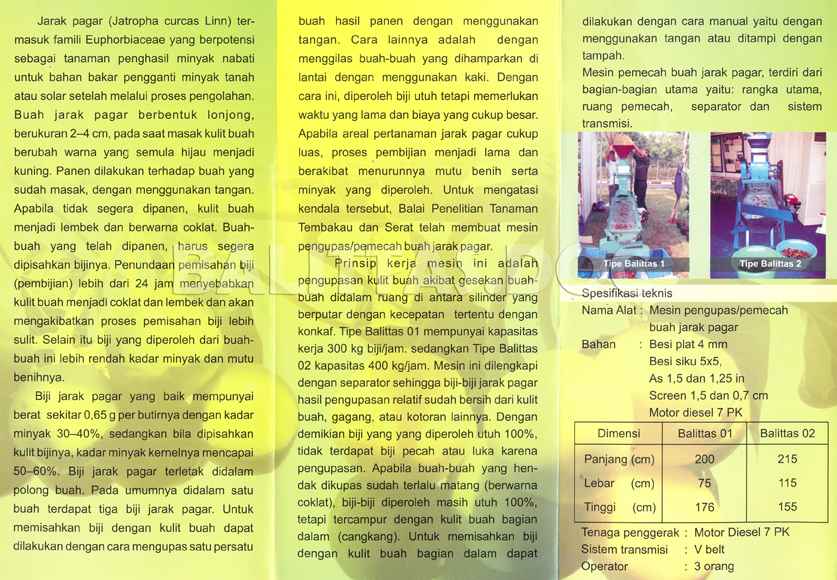 Jarak pagar (Jatropha curcas Linn) ter-
masuk famili Euphorbiaceae yang berpotensi
sebagai tanaman penghasil minyak nabati
untuk bahan bakar pengganti minyak tanah
atau solar setelah melalui proses pengolahan.
Buah jarak pagar berbentuk lonjong,
berukuran 2–4 cm, pada saat masak kulit buah
berubah warna yang semula hijau menjadi
kuning. Panen dilakukan terhadap buah yang
sudah masak, dengan menggunakan tangan.
Apabila tidak segera dipanen, kulit buah
menjadi lembek dan berwarna coklat. Buah-
buah yang telah dipanen, harus segera
dipisahkan bijinya. Penundaan pemisahan biji
(pembijian) lebih dari 24 jam menyebabkan
kulit buah menjadi coklat dan lembek dan akan
mengakibatkan proses pemisahan biji lebih
sulit. Selain itu biji yang diperoleh dari buah-
buah ini lebih rendah kadar minyak dan mutu
benihnya.
Biji jarak pagar yang baik mempunyai
berat sekitar 0,65 g per butirnya dengan kadar
minyak 30–40%, sedangkan bila dipisahkan
kulit bijinya, kadar minyak kernelnya mencapai
50–60%. Biji jarak pagar terletak didalam
polong buah. Pada umumnya didalam satu
buah terdapat tiga biji jarak pagar. Untuk
memisahkan biji dengan kulit buah dapat
dilakukan dengan cara mengupas satu persatu
buah hasil panen dengan menggunakan
tangan. Cara lainnya adalah dengan
menggilas buah-buah yang dihamparkan di
lantai dengan menggunakan kaki. Dengan
cara ini, diperoleh biji utuh tetapi memerlukan
waktu yang lama dan biaya yang cukup besar.
Apabila areal pertanaman jarak pagar cukup
luas, proses pembijian menjadi lama dan
berakibat menurunnya mutu benih serta
minyak yang diperoleh. Untuk mengatasi
kendala tersebut, Balai Penelitian Tanaman
Tembakau dan Serat telah membuat mesin
pengupas/pemecah buah jarak pagar.
Prinsip kerja mesin ini adalah
pengupasan kulit buah akibat gesekan buah-
buah didalam ruang di antara silinder yang
berputar dengan kecepatan tertentu dengan
konkaf. Tipe Balittas 01 mempunyai kapasitas
kerja 300 kg biji/jam. sedangkan Tipe Balittas
02 kapasitas 400 kg/jam. Mesin ini dilengkapi
dengan separator sehingga biji-biji jarak pagar
hasil pengupasan relatif sudah bersih dari kulit
buah, gagang, atau kotoran lainnya. Dengan
demikian biji yang yang diperoleh utuh 100%,
tidak terdapat biji pecah atau luka karena
pengupasan. Apabila buah-buah yang hen-
dak dikupas sudah terlalu matang (berwarna
coklat), biji-biji diperoleh masih utuh 100%,
tetapi tercampur dengan kulit buah bagian
dalam (cangkang). Untuk memisahkan biji
dengan kulit buah bagian dalam dapat
dilakukan dengan cara manual yaitu dengan
menggunakan tangan atau ditampi dengan
tampah.
Mesin pemecah buah jarak pagar, terdiri dari
bagian-bagian utama yaitu: rangka utama,
ruang pemecah, separator dan sistem
transmisi.
Tipe Balittas 1
Tipe Balittas 2
Spesifikasi teknis
Nama Alat : Mesin pengupas/pemecah
buah jarak pagar
Bahan : Besi plat 4 mm
Besi siku 5x5,
As 1,5 dan 1,25 in
Screen 1,5 dan 0,7 cm
Motor diesel 7 PK
Dimensi Balittas 01 Balittas 02
Panjang (cm) 200 215
Lebar (cm) 75 115
Tinggi (cm) 176 155
Tenaga penggerak : Motor Diesel 7 PK
Sistem transmisi : V belt
Operator : 3 orang